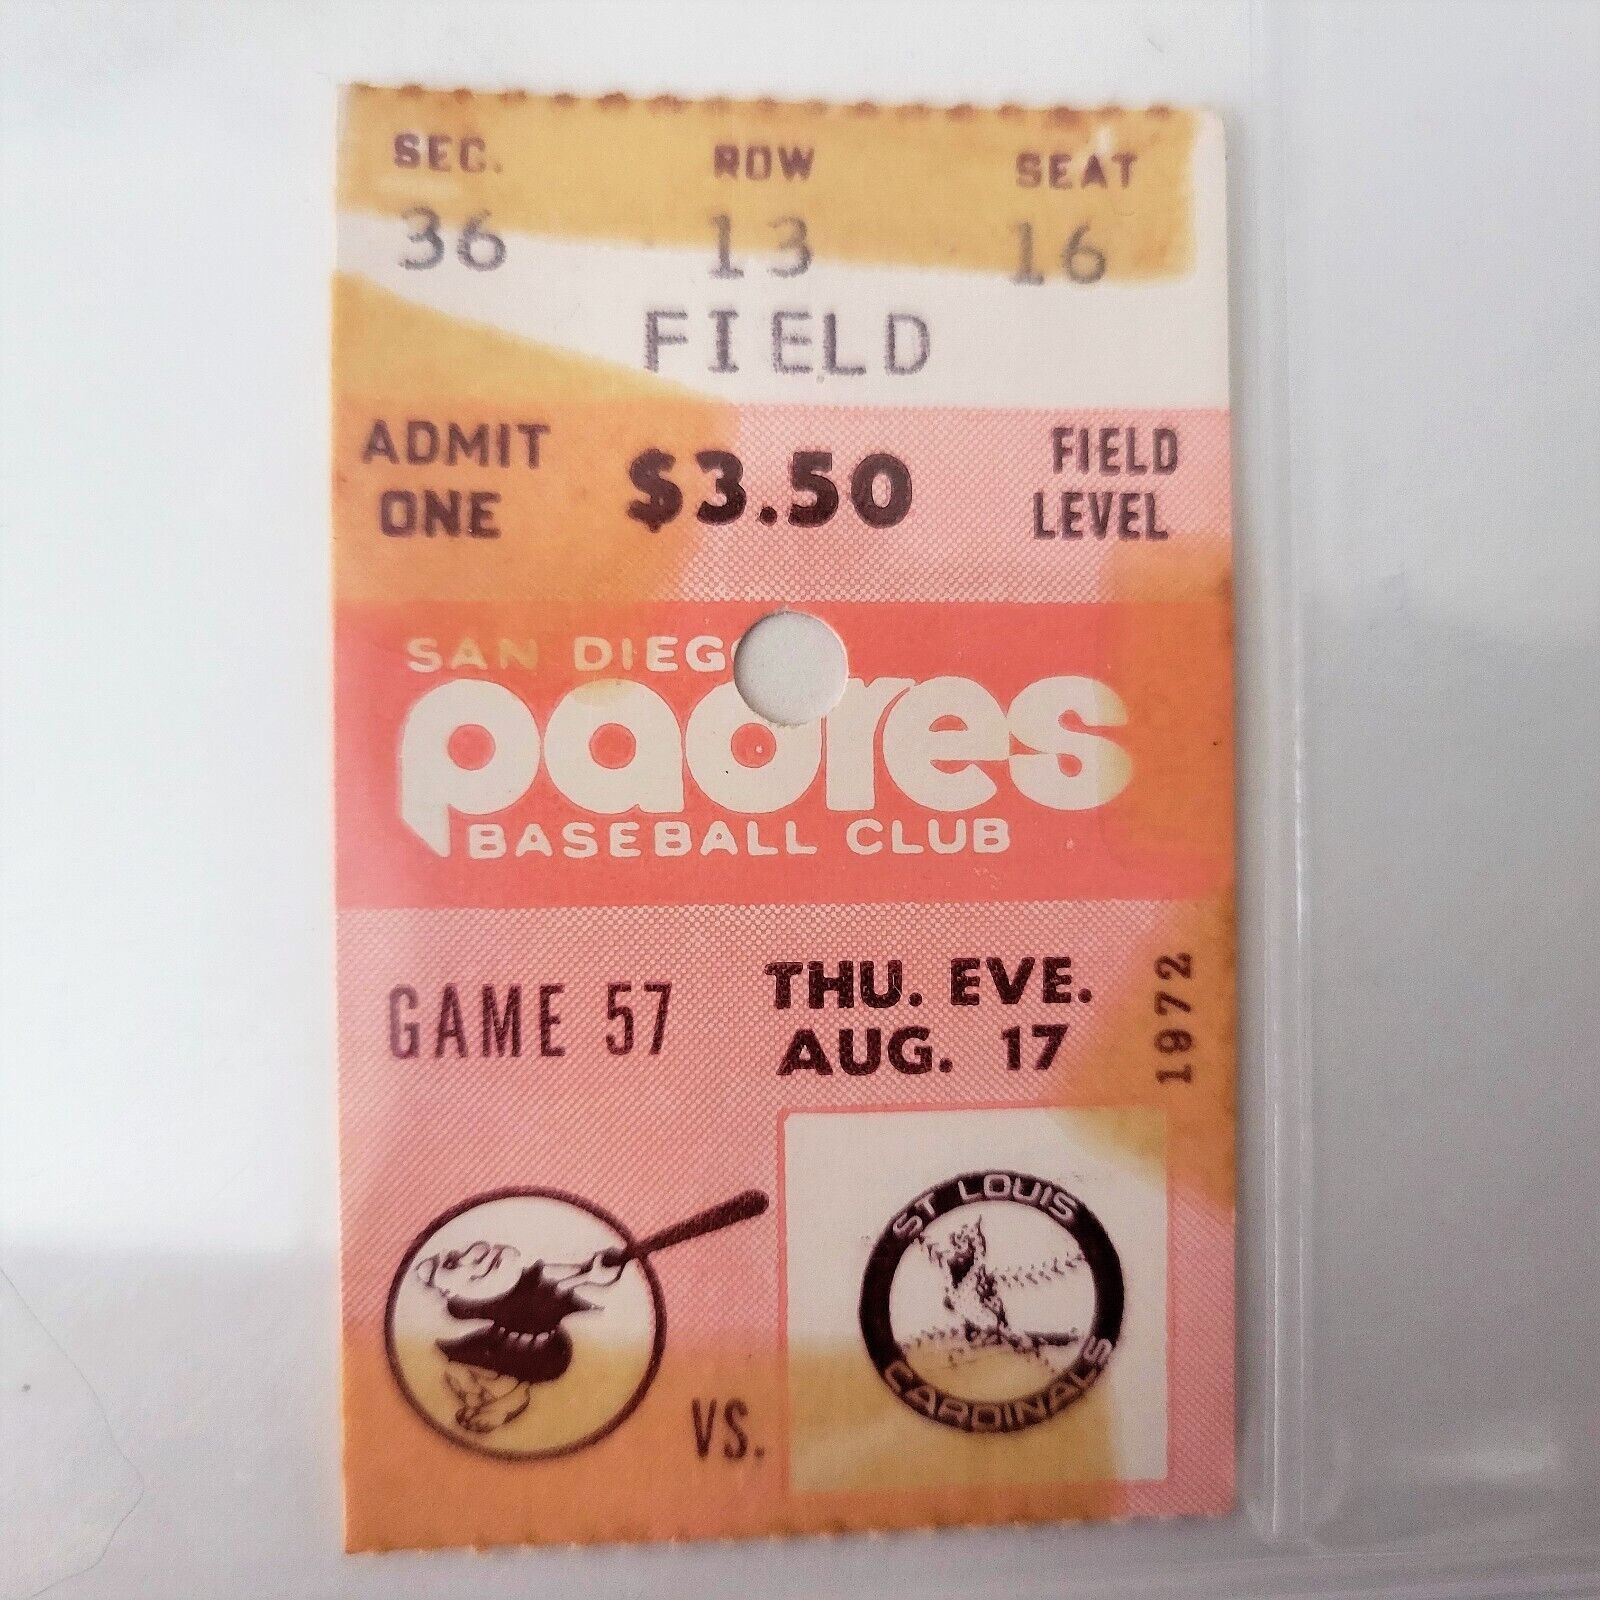 SEC. ROW SEAT
36 13 16
FIELD
ADMIT ONE
$3.50
FIELD LEVEL
SAN DIEG
padres
BASEBALL CLUB
GAME 57
THU. EVE.
AUG. 17
1972
VS.
ST LOUIS
CARDINALS